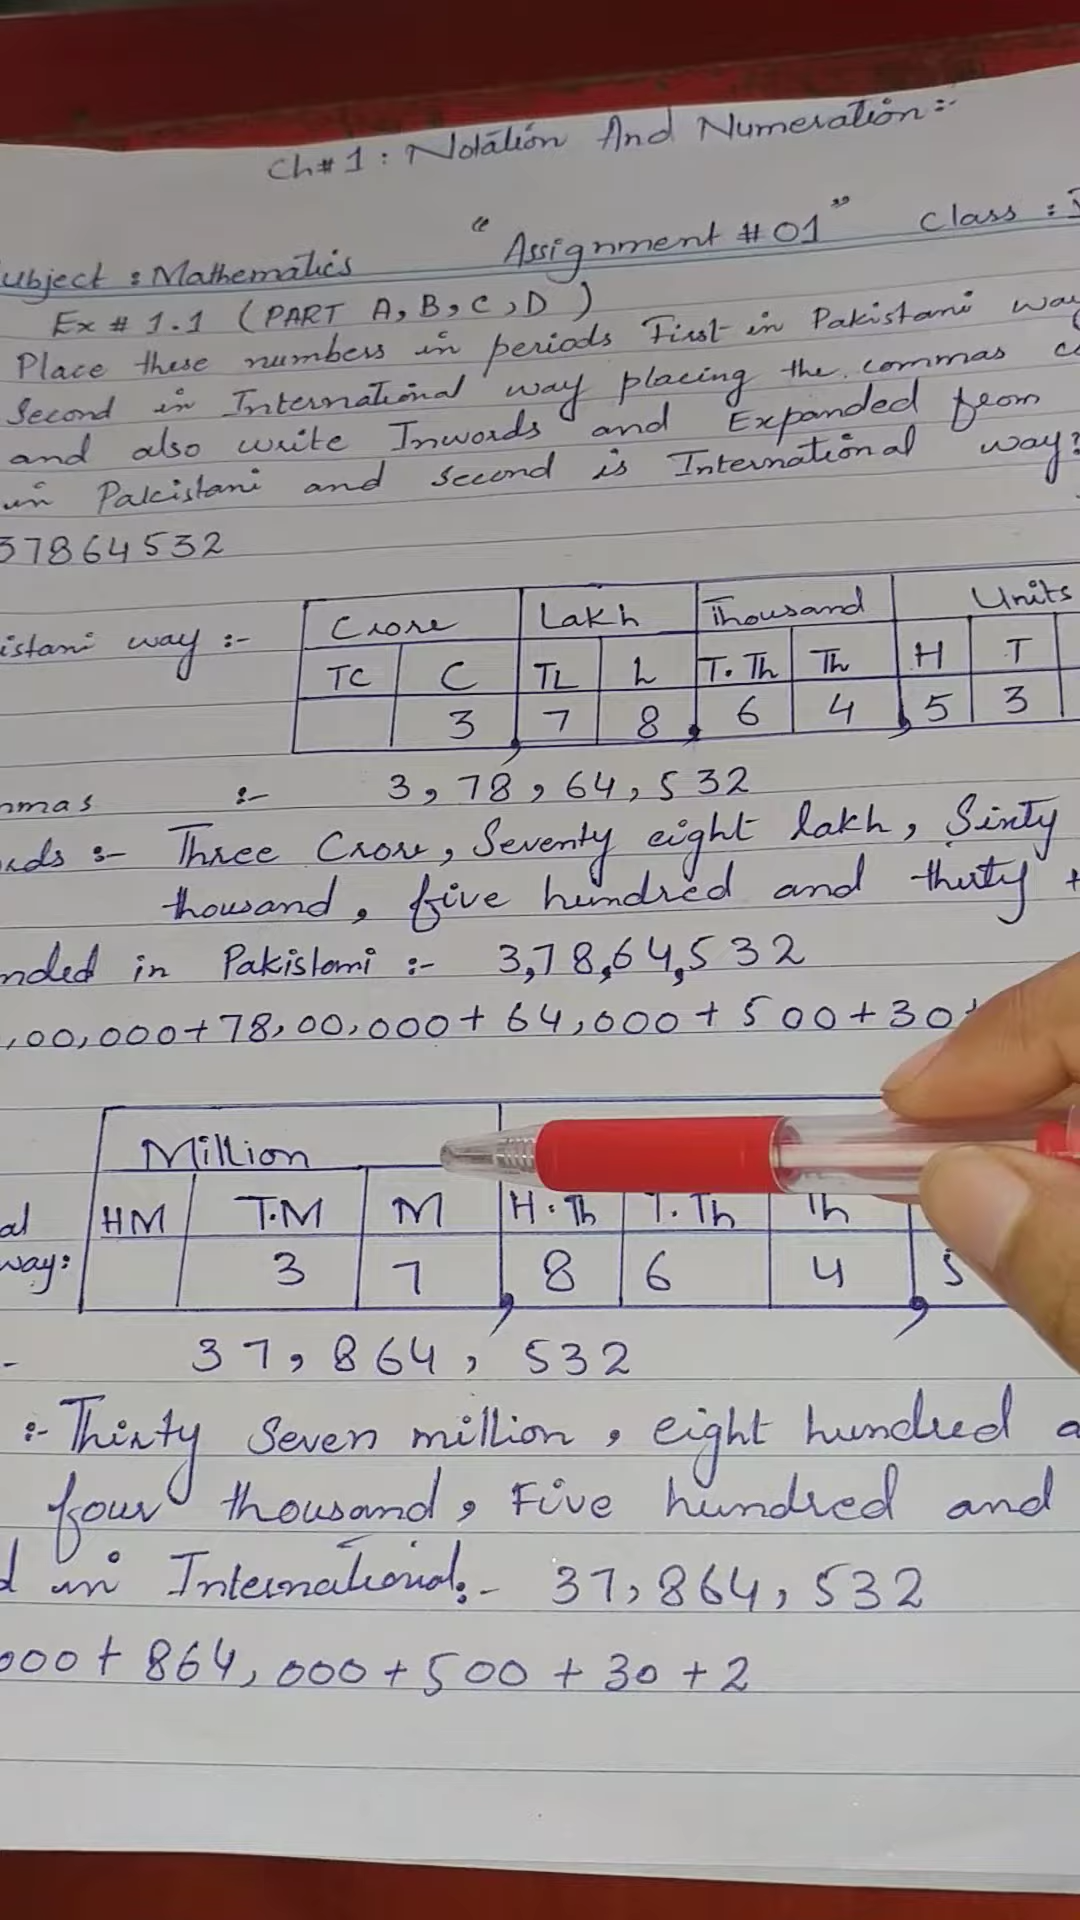 Ch#1: Notation And Numeration:-
"Assignment #01" Class :
ubject : Mathematics
Ex # 1.1 (PART A, B, C, D)
Place these numbers in periods First in Pakistani way
Second in International way placing the commas
and also write Inwords and Expanded from
in Pakistani and second is International way?
37864532
istani way :-
Crore Lakh Thousand Units
TC C TL L T.Th Th H T
3, 7 8, 6 4, 5 3
mmas :- 3, 78, 64, 532
rds :- Three Crore, Seventy eight lakh, Sixty
thousand, five hundred and thirty t
nded in Pakistani :- 3,78,64,532
,00,000+78,00,000+64,000+500+30+
Million
al way:
HM T.M M H.Th T.Th Th
3 7, 8 6 4, 5
- 37, 864, 532
:- Thirty Seven million, eight hundred a
four thousand, Five hundred and
d in International:- 37,864,532
000+864,000+500+30+2